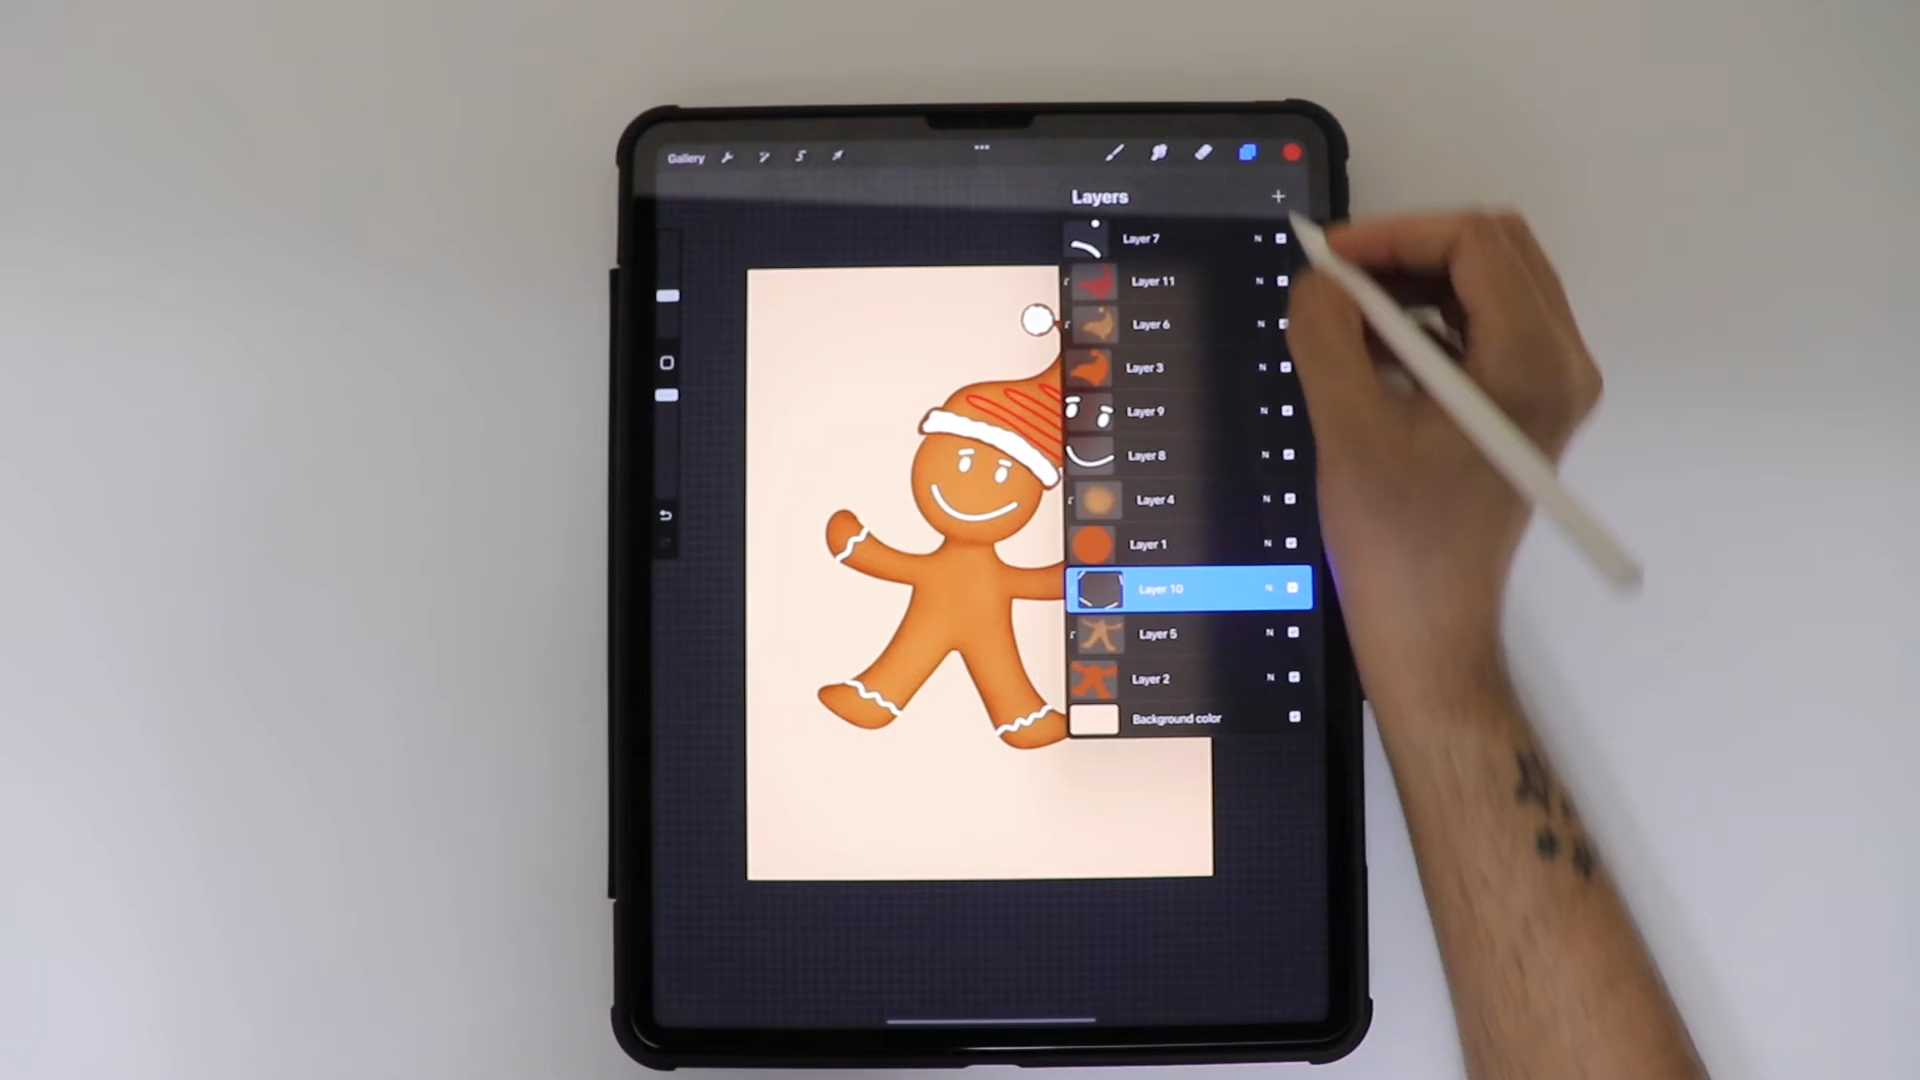 Gallery
Layers
Layer 7 N
Layer 11 N
Layer 6 N
Layer 3 N
Layer 9 N
Layer 8 N
Layer 4 N
Layer 1 N
Layer 10 N
Layer 5 N
Layer 2 N
Background color